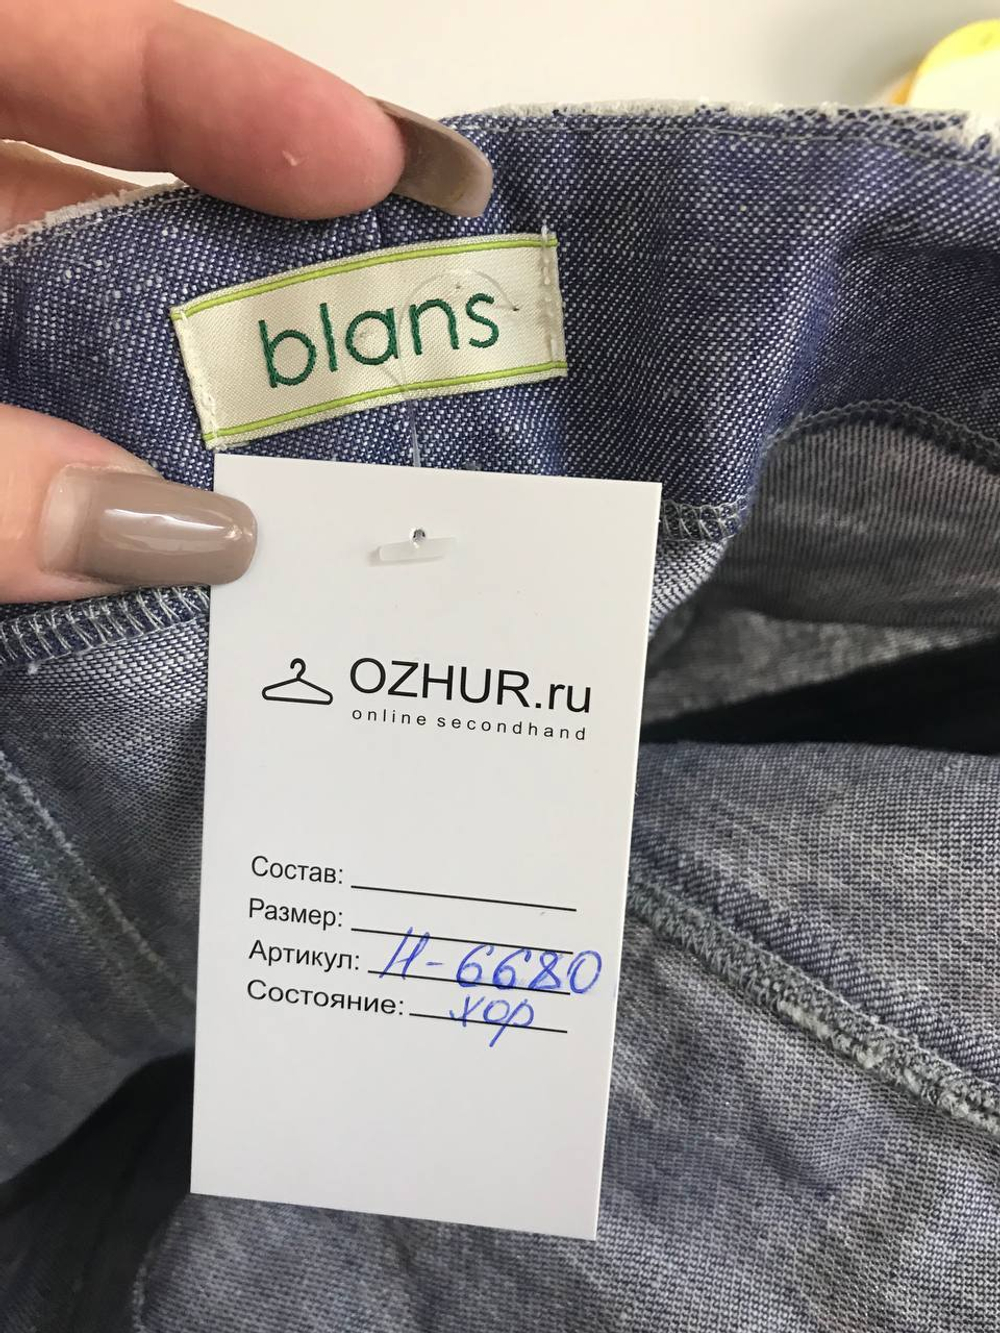 blans
OZHUR.ru
online secondhand
Состав:
Размер:
Артикул: Н-6680
Состояние: хор